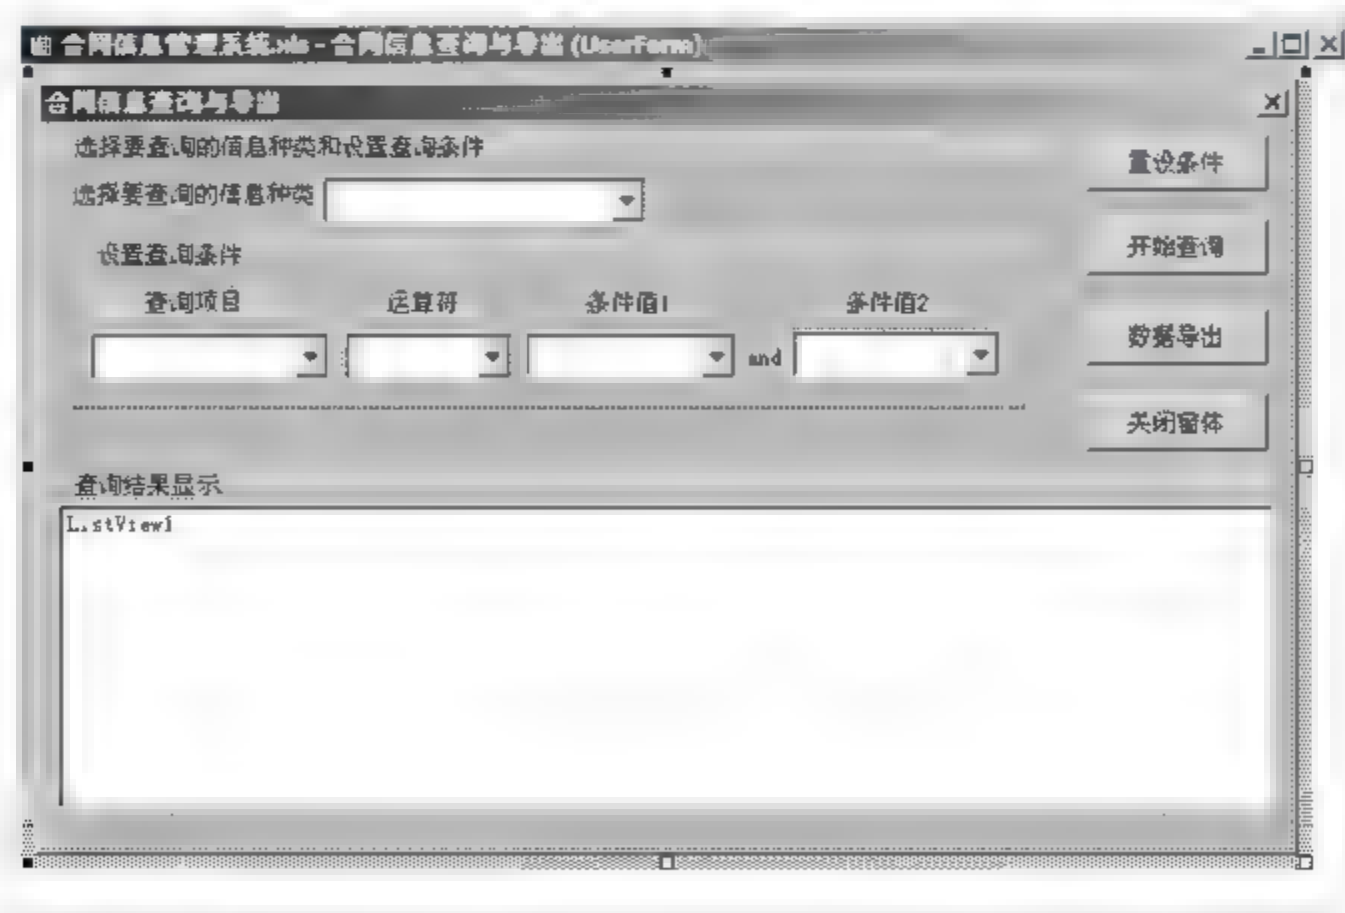 合同信息管理系统.xls - 合同信息查询与导出 (UserForm)
合同信息查询与导出
选择要查询的信息种类和设置查询条件
选择要查询的信息种类
设置查询条件
查询项目 运算符 条件值1 条件值2
and
重设条件
开始查询
数据导出
关闭窗体
查询结果显示
ListView1